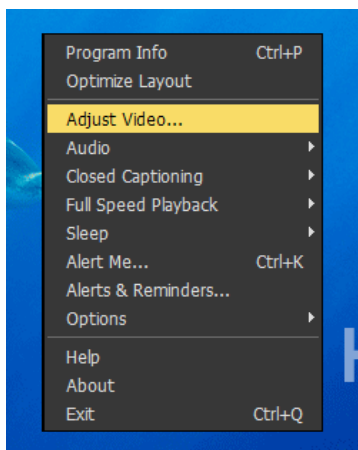 Program Info Ctrl+P
Optimize Layout
Adjust Video...
Audio
Closed Captioning
Full Speed Playback
Sleep
Alert Me... Ctrl+K
Alerts & Reminders...
Options
Help
About
Exit Ctrl+Q